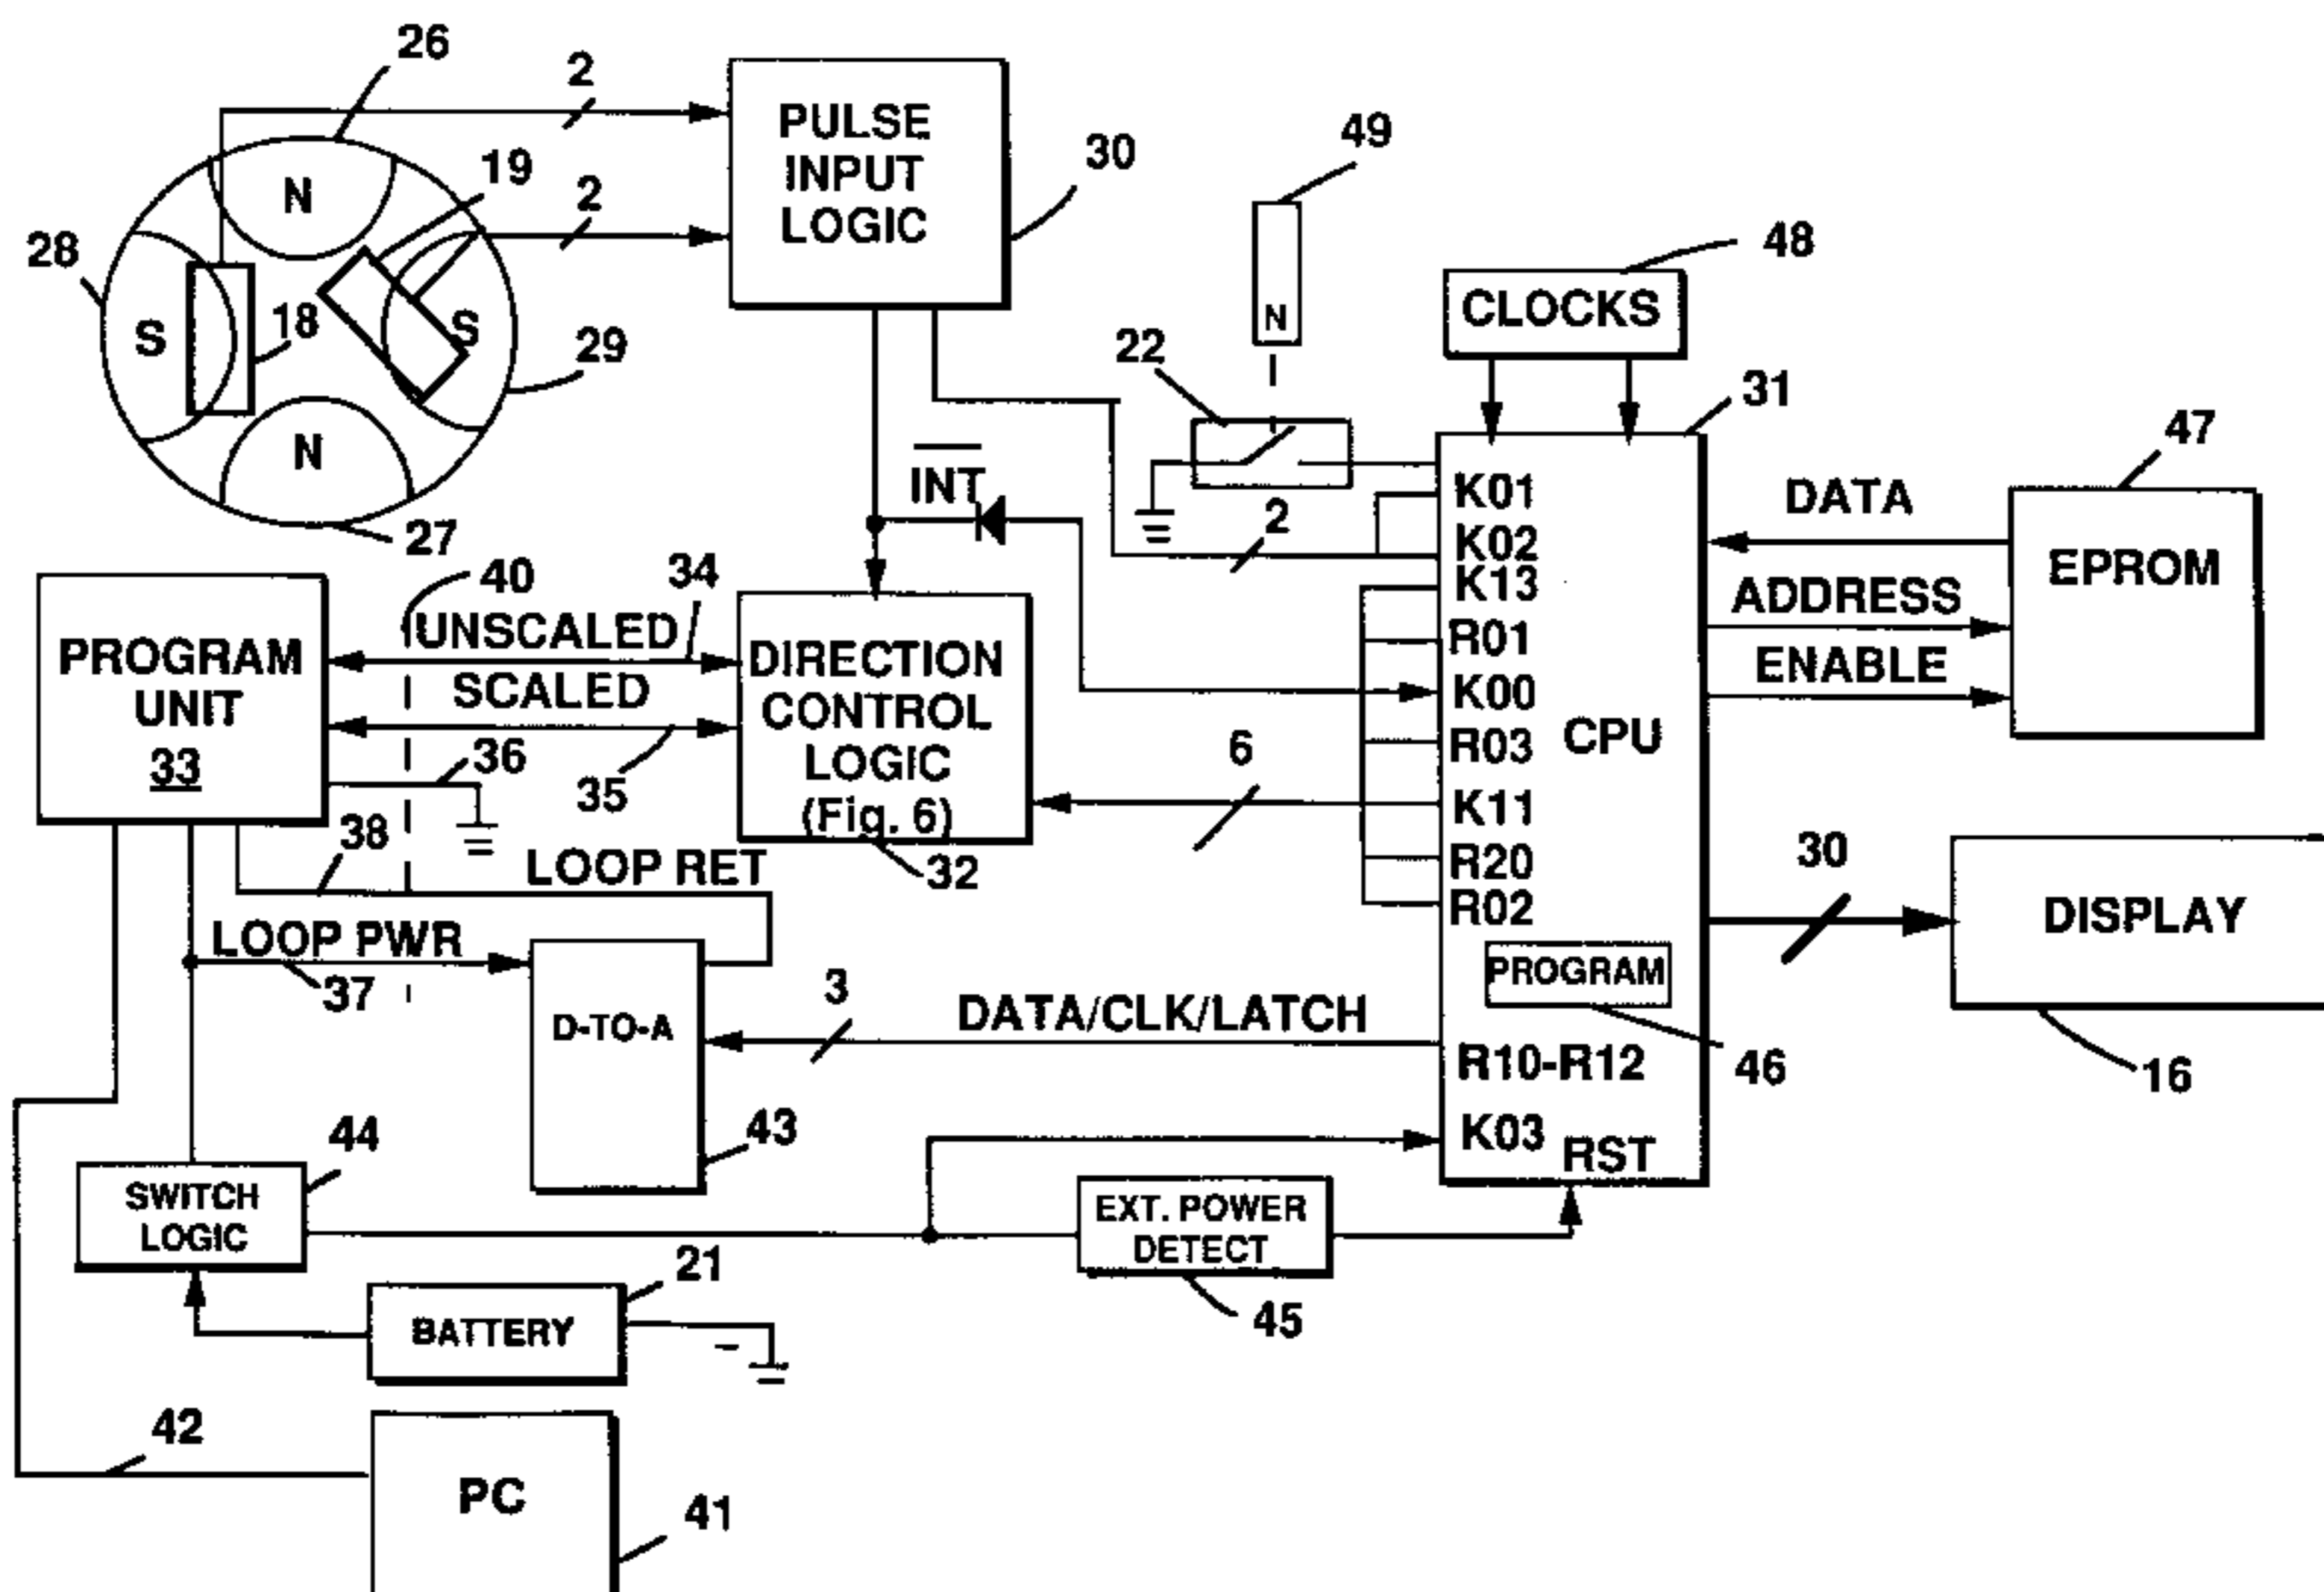 26
2
PULSE
INPUT
LOGIC
30
49
19
2
N
28
S
18
S
29
N
27
N
48
CLOCKS
22
31
47
INT
2
K01
K02
K13
R01
K00
R03
K11
R20
R02
CPU
DATA
ADDRESS
ENABLE
EPROM
40
34
PROGRAM
UNIT
33
UNSCALED
SCALED
36
35
DIRECTION
CONTROL
LOGIC
(Fig. 6)
32
6
38
LOOP RET
LOOP PWR
37
D-TO-A
43
3
DATA/CLK/LATCH
PROGRAM
46
R10-R12
K03
RST
30
DISPLAY
16
44
SWITCH
LOGIC
EXT. POWER
DETECT
45
21
BATTERY
-
42
PC
41